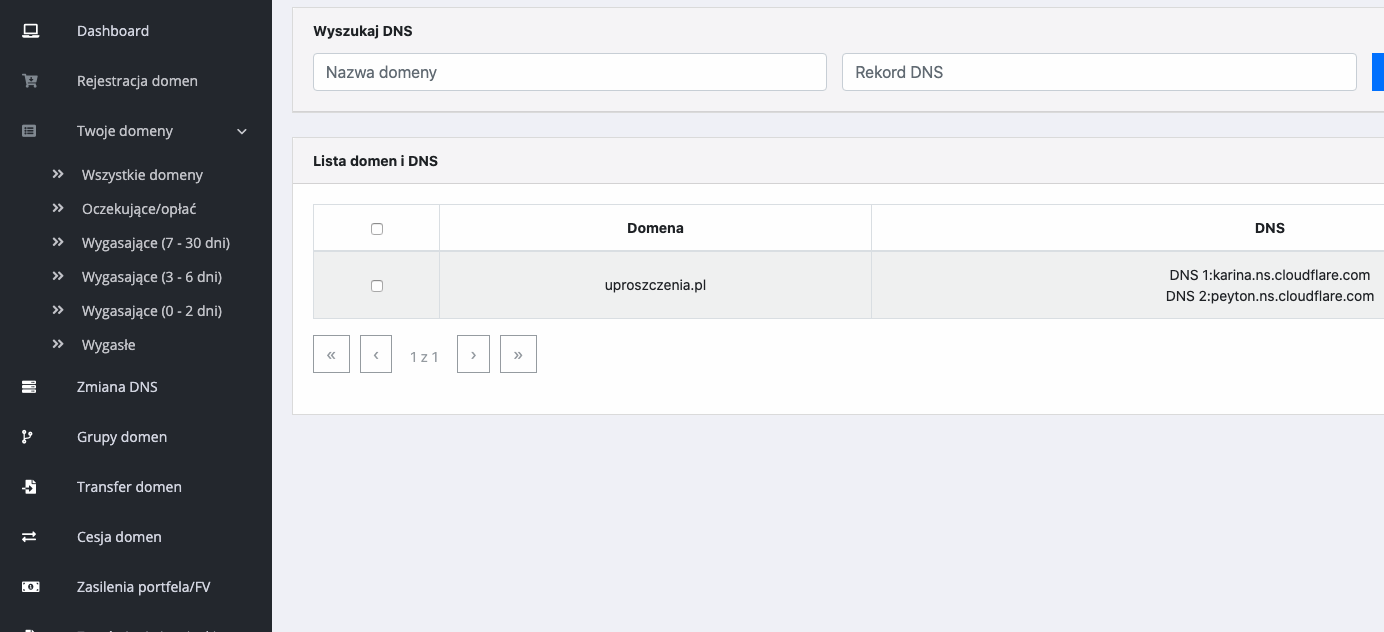 Dashboard
Rejestracja domen
Twoje domeny
Wszystkie domeny
Oczekujące/opłać
Wygasające (7 - 30 dni)
Wygasające (3 - 6 dni)
Wygasające (0 - 2 dni)
Wygasłe
Zmiana DNS
Grupy domen
Transfer domen
Cesja domen
Zasilenia portfela/FV
Wyszukaj DNS
Nazwa domeny
Rekord DNS
Lista domen i DNS
Domena
DNS
uproszczenia.pl
DNS 1:karina.ns.cloudflare.com
DNS 2:peyton.ns.cloudflare.com
« ‹ 1 z 1 › »